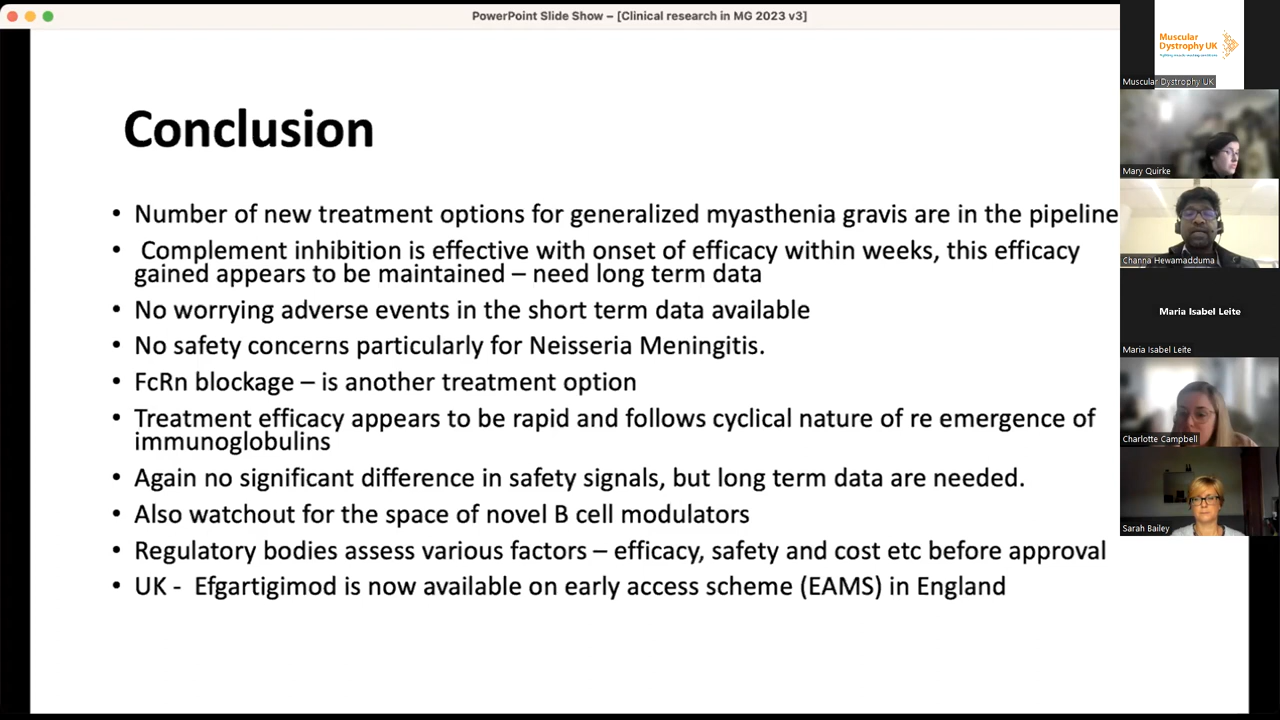 PowerPoint Slide Show – [Clinical research in MG 2023 v3]
Conclusion
• Number of new treatment options for generalized myasthenia gravis are in the pipeline
• Complement inhibition is effective with onset of efficacy within weeks, this efficacy
gained appears to be maintained – need long term data
• No worrying adverse events in the short term data available
• No safety concerns particularly for Neisseria Meningitis.
• FcRn blockage – is another treatment option
• Treatment efficacy appears to be rapid and follows cyclical nature of re emergence of
immunoglobulins
• Again no significant difference in safety signals, but long term data are needed.
• Also watchout for the space of novel B cell modulators
• Regulatory bodies assess various factors – efficacy, safety and cost etc before approval
• UK - Efgartigimod is now available on early access scheme (EAMS) in England
Muscular
Dystrophy UK
Muscular Dystrophy UK
Mary Quirke
Channa Hewamadduma
Maria Isabel Leite
Maria Isabel Leite
Charlotte Campbell
Sarah Bailey